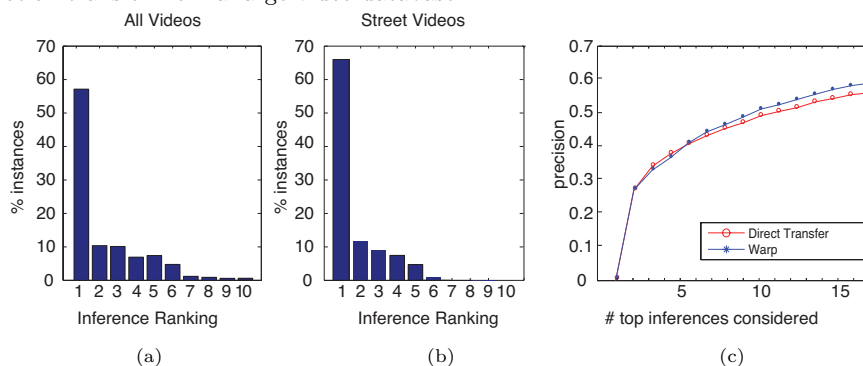 All Videos
70
60
50
40
30
20
10
0
% instances
1 2 3 4 5 6 7 8 9 10
Inference Ranking
(a)
Street Videos
70
60
50
40
30
20
10
0
% instances
1 2 3 4 5 6 7 8 9 10
Inference Ranking
(b)
0.7
0.6
0.5
0.4
0.3
0.2
0.1
0
precision
Direct Transfer
Warp
5 10 15
# top inferences considered
(c)